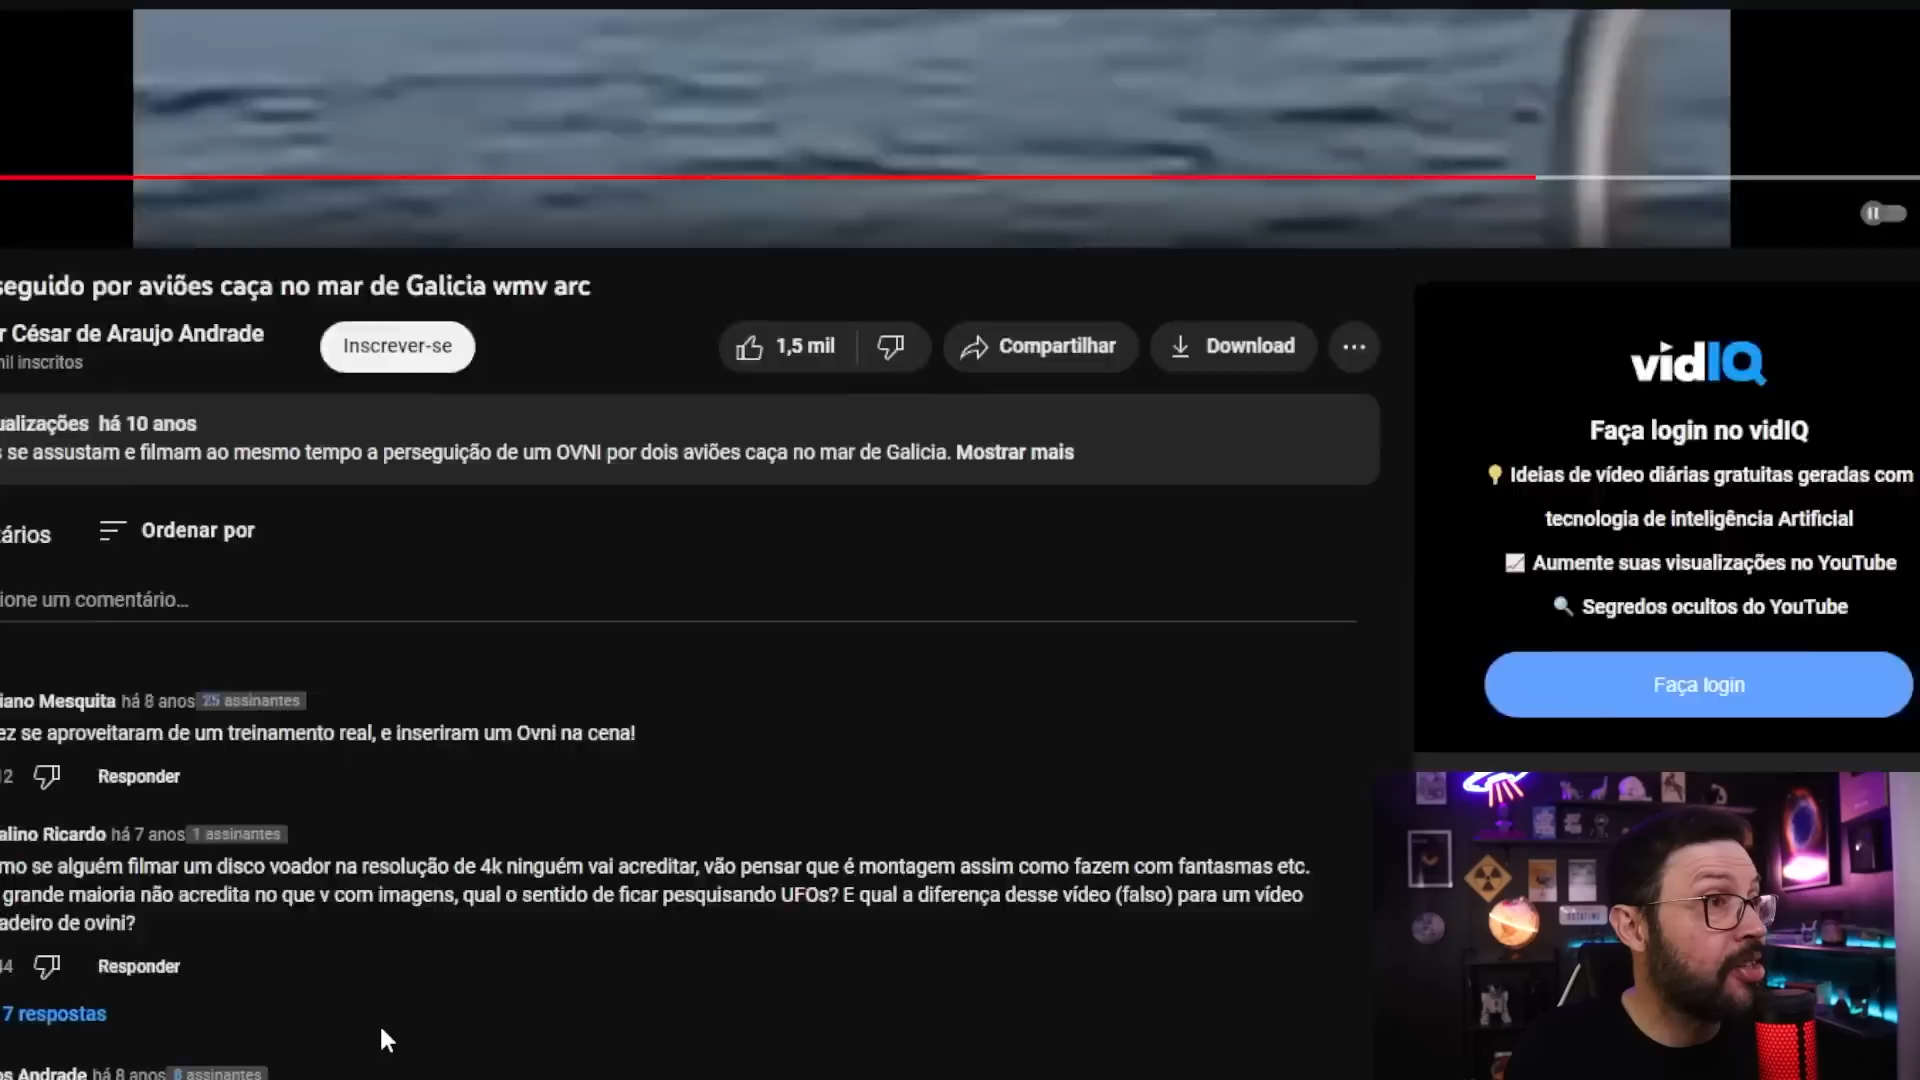 seguido por aviões caça no mar de Galicia wmv arc
r César de Araujo Andrade
mil inscritos
Inscrever-se
1,5 mil
Compartilhar
Download
ualizações há 10 anos
s se assustam e filmam ao mesmo tempo a perseguição de um OVNI por dois aviões caça no mar de Galicia. Mostrar mais
ários
Ordenar por
ione um comentário...
iano Mesquita há 8 anos 25 assinantes
ez se aproveitaram de um treinamento real, e inseriram um Ovni na cena!
12
Responder
alino Ricardo há 7 anos 1 assinantes
mo se alguém filmar um disco voador na resolução de 4k ninguém vai acreditar, vão pensar que é montagem assim como fazem com fantasmas etc.
grande maioria não acredita no que v com imagens, qual o sentido de ficar pesquisando UFOs? E qual a diferença desse vídeo (falso) para um vídeo
adeiro de ovini?
44
Responder
7 respostas
os Andrade há 8 anos 8 assinantes
vidIQ
Faça login no vidIQ
Ideias de vídeo diárias gratuitas geradas com
tecnologia de inteligência Artificial
Aumente suas visualizações no YouTube
Segredos ocultos do YouTube
Faça login